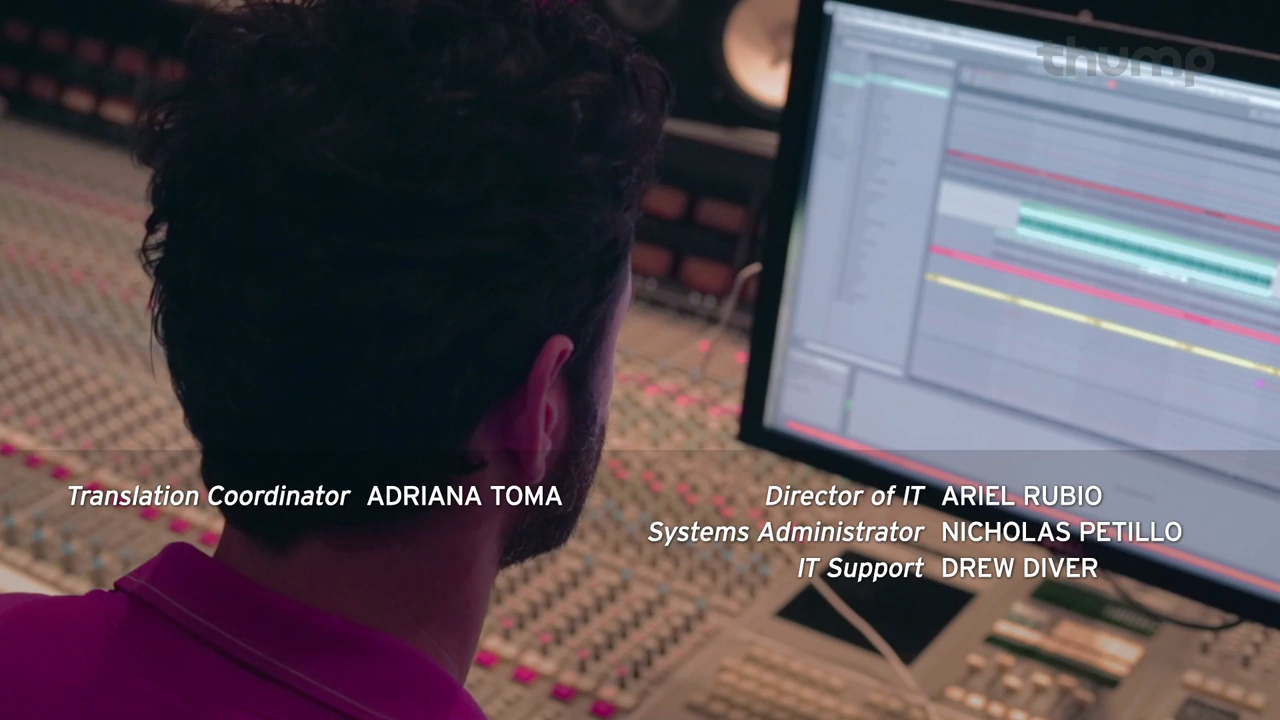 thump
Translation Coordinator ADRIANA TOMA
Director of IT ARIEL RUBIO
Systems Administrator NICHOLAS PETILLO
IT Support DREW DIVER